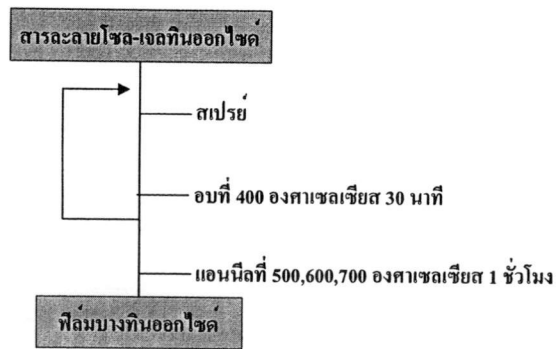 สารละลายโซล-เจลทินออกไซด์
สเปรย์
อบที่ 400 องศาเซลเซียส 30 นาที
แอนนีลที่ 500,600,700 องศาเซลเซียส 1 ชั่วโมง
ฟิล์มบางทินออกไซด์